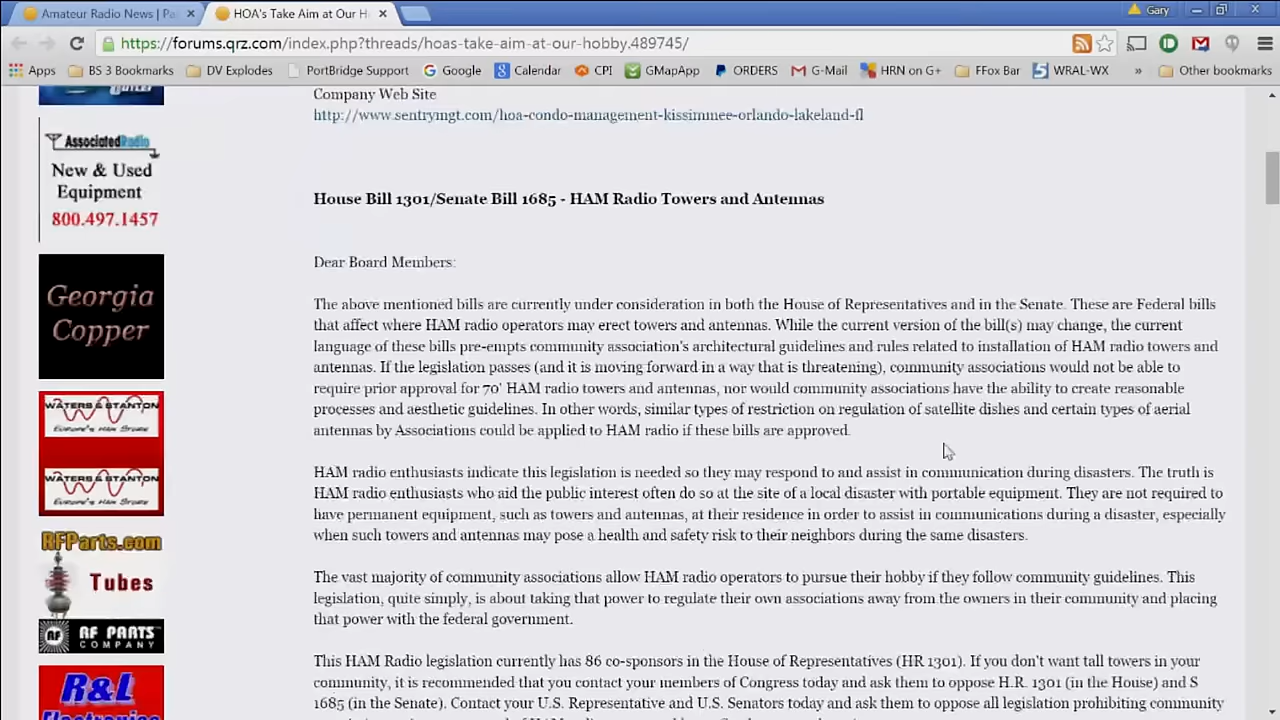 Amateur Radio News | Pa
HOA's Take Aim at Our H
Gary
https://forums.qrz.com/index.php?threads/hoas-take-aim-at-our-hobby.489745/
Apps BS 3 Bookmarks DV Explodes PortBridge Support Google Calendar CPI GMapApp ORDERS G-Mail HRN on G+ FFox Bar WRAL-WX » Other bookmarks
Company Web Site
http://www.sentrymgt.com/hoa-condo-management-kissimmee-orlando-lakeland-fl
AssociatedRadio
New & Used
Equipment
800.497.1457
Georgia
Copper
WATERS & STANTON
EUROPE'S HAM STORE
WATERS & STANTON
EUROPE'S HAM STORE
RFParts.com
Tubes
RF RF PARTS
COMPANY
R&L
Electronics
House Bill 1301/Senate Bill 1685 - HAM Radio Towers and Antennas
Dear Board Members:
The above mentioned bills are currently under consideration in both the House of Representatives and in the Senate. These are Federal bills
that affect where HAM radio operators may erect towers and antennas. While the current version of the bill(s) may change, the current
language of these bills pre-empts community association's architectural guidelines and rules related to installation of HAM radio towers and
antennas. If the legislation passes (and it is moving forward in a way that is threatening), community associations would not be able to
require prior approval for 70' HAM radio towers and antennas, nor would community associations have the ability to create reasonable
processes and aesthetic guidelines. In other words, similar types of restriction on regulation of satellite dishes and certain types of aerial
antennas by Associations could be applied to HAM radio if these bills are approved.
HAM radio enthusiasts indicate this legislation is needed so they may respond to and assist in communication during disasters. The truth is
HAM radio enthusiasts who aid the public interest often do so at the site of a local disaster with portable equipment. They are not required to
have permanent equipment, such as towers and antennas, at their residence in order to assist in communications during a disaster, especially
when such towers and antennas may pose a health and safety risk to their neighbors during the same disasters.
The vast majority of community associations allow HAM radio operators to pursue their hobby if they follow community guidelines. This
legislation, quite simply, is about taking that power to regulate their own associations away from the owners in their community and placing
that power with the federal government.
This HAM Radio legislation currently has 86 co-sponsors in the House of Representatives (HR 1301). If you don't want tall towers in your
community, it is recommended that you contact your members of Congress today and ask them to oppose H.R. 1301 (in the House) and S
1685 (in the Senate). Contact your U.S. Representative and U.S. Senators today and ask them to oppose all legislation prohibiting community